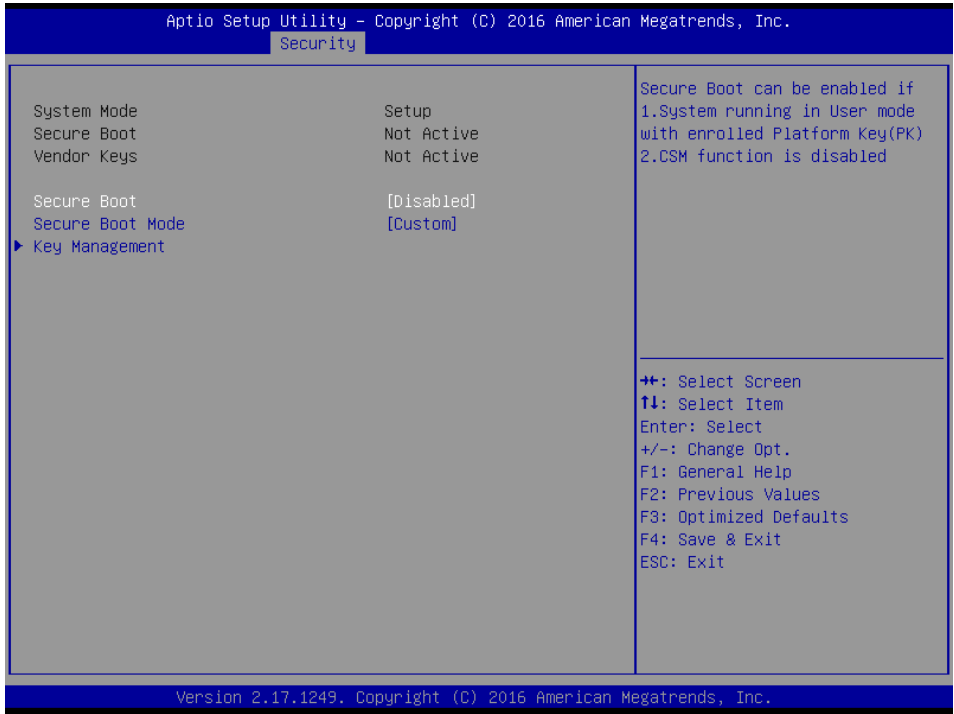 Aptio Setup Utility – Copyright (C) 2016 American Megatrends, Inc.
Security
System Mode Setup
Secure Boot Not Active
Vendor Keys Not Active
Secure Boot [Disabled]
Secure Boot Mode [Custom]
Key Management
Secure Boot can be enabled if
1.System running in User mode
with enrolled Platform Key(PK)
2.CSM function is disabled
→←: Select Screen
↑↓: Select Item
Enter: Select
+/-: Change Opt.
F1: General Help
F2: Previous Values
F3: Optimized Defaults
F4: Save & Exit
ESC: Exit
Version 2.17.1249. Copyright (C) 2016 American Megatrends, Inc.